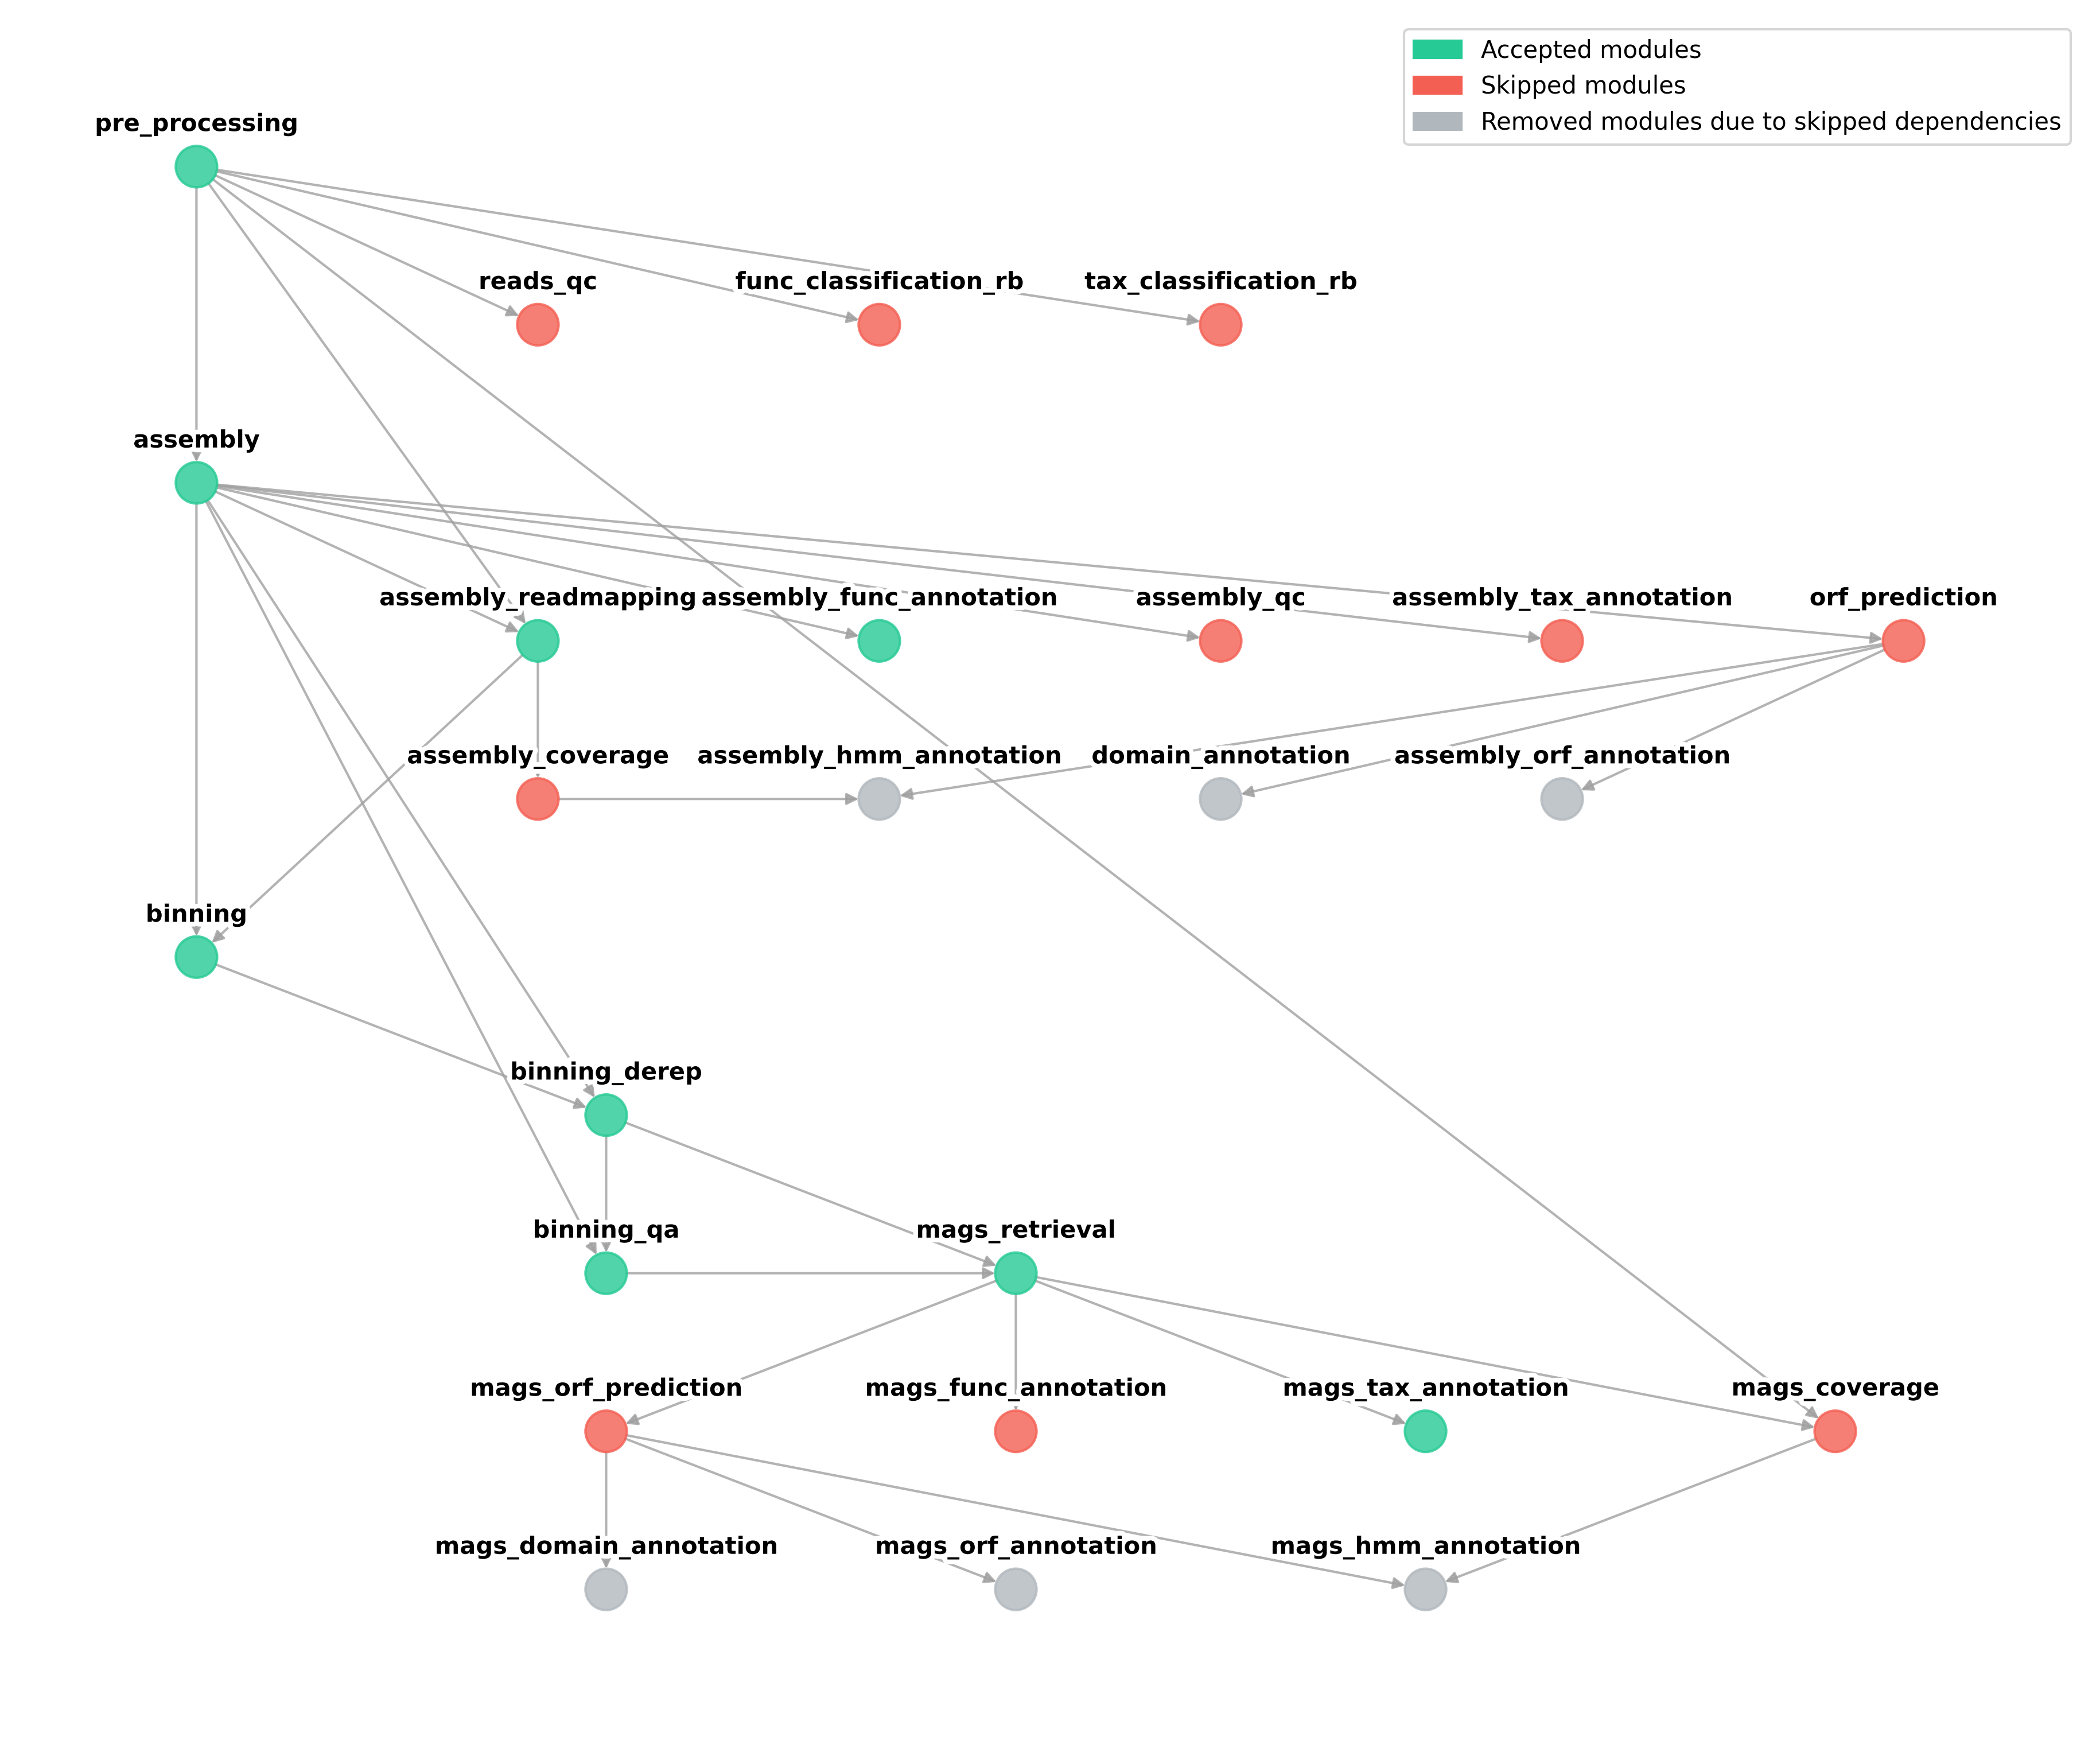 Accepted modules
Skipped modules
Removed modules due to skipped dependencies
pre_processing
reads_qc
func_classification_rb
tax_classification_rb
assembly
assembly_readmapping
assembly_func_annotation
assembly_qc
assembly_tax_annotation
orf_prediction
assembly_coverage
assembly_hmm_annotation
domain_annotation
assembly_orf_annotation
binning
binning_derep
binning_qa
mags_retrieval
mags_orf_prediction
mags_func_annotation
mags_tax_annotation
mags_coverage
mags_domain_annotation
mags_orf_annotation
mags_hmm_annotation